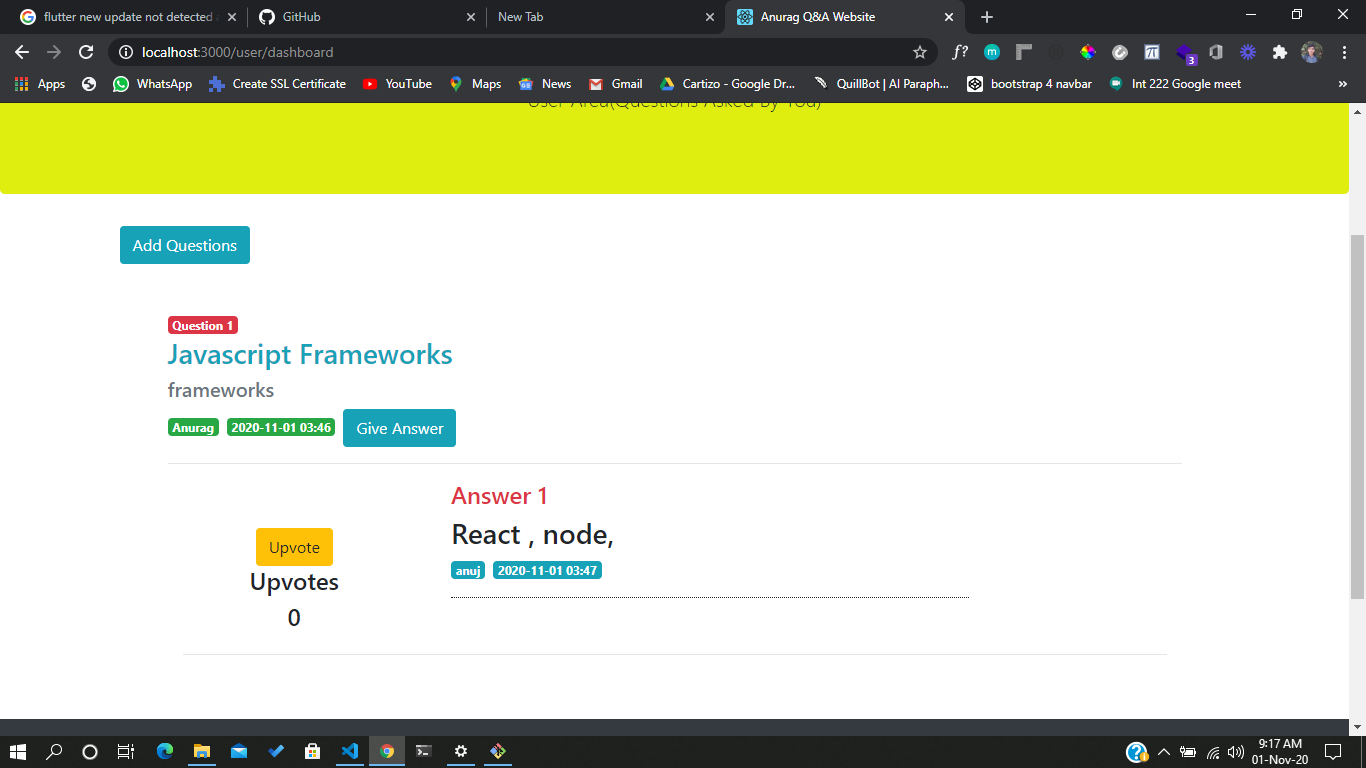 flutter new update not detected
GitHub
New Tab
Anurag Q&A Website
localhost:3000/user/dashboard
f?
m
3
Apps
WhatsApp
Create SSL Certificate
YouTube
Maps
News
Gmail
Cartizo - Google Dr...
QuillBot | AI Paraph...
bootstrap 4 navbar
Int 222 Google meet
»
User Area(Questions Asked By You)
Add Questions
Question 1
Javascript Frameworks
frameworks
Anurag 2020-11-01 03:46 Give Answer
Answer 1
React , node,
anuj 2020-11-01 03:47
Upvote
Upvotes
0
9:17 AM
01-Nov-20